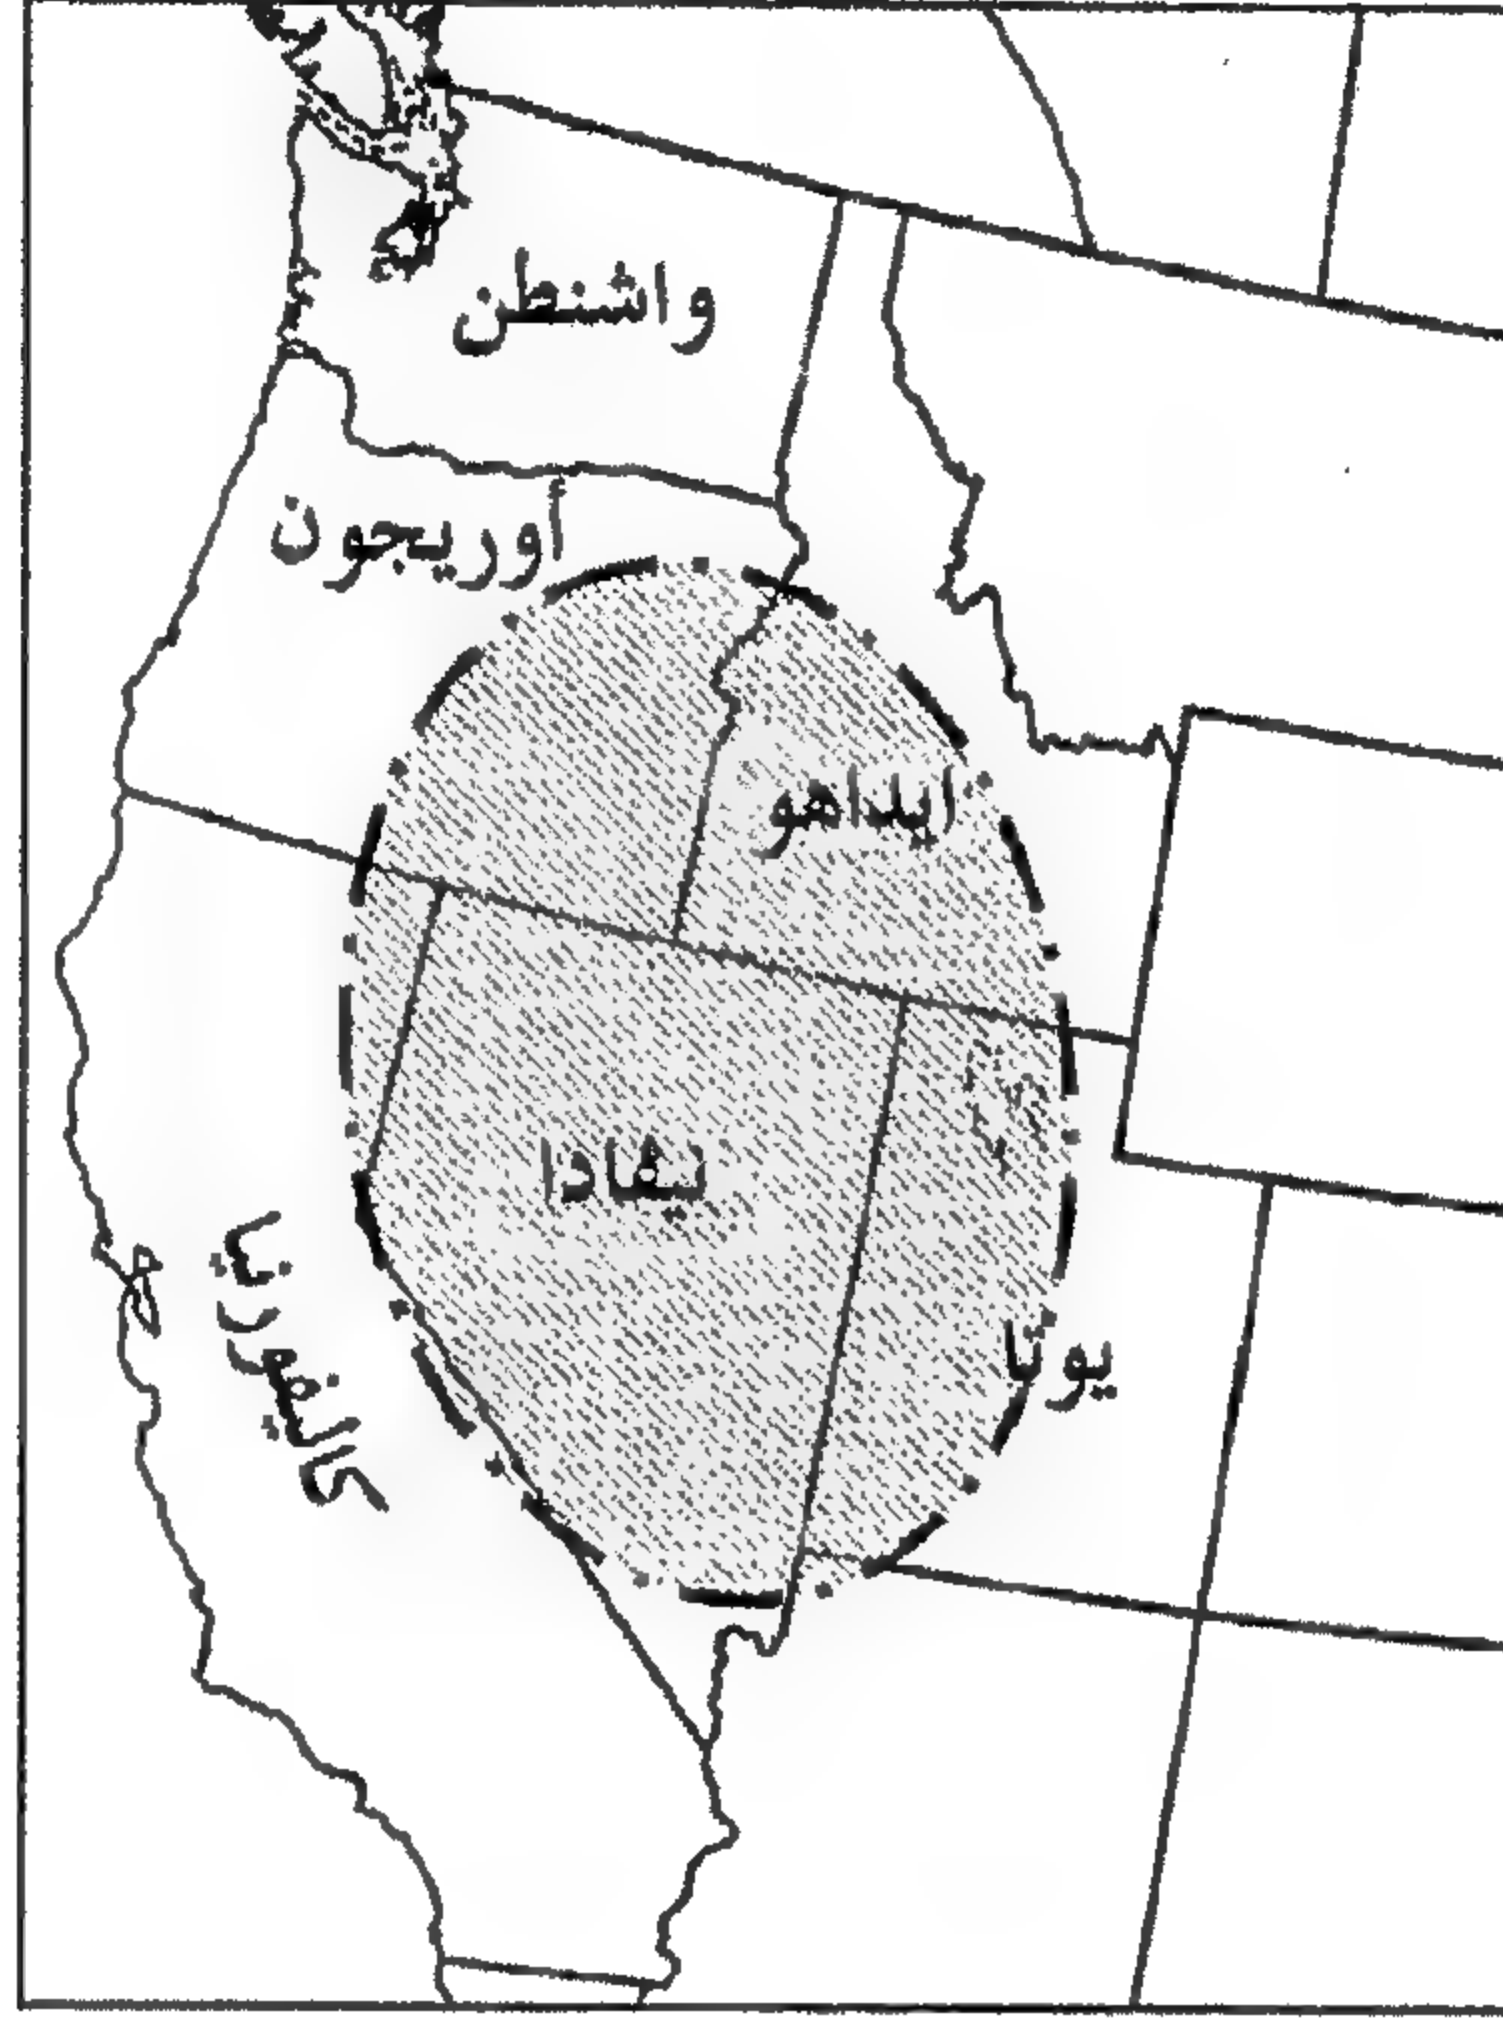 واشنطن
أوريجون
ايداهو
نيفادا
يوتا
كاليفورنيا